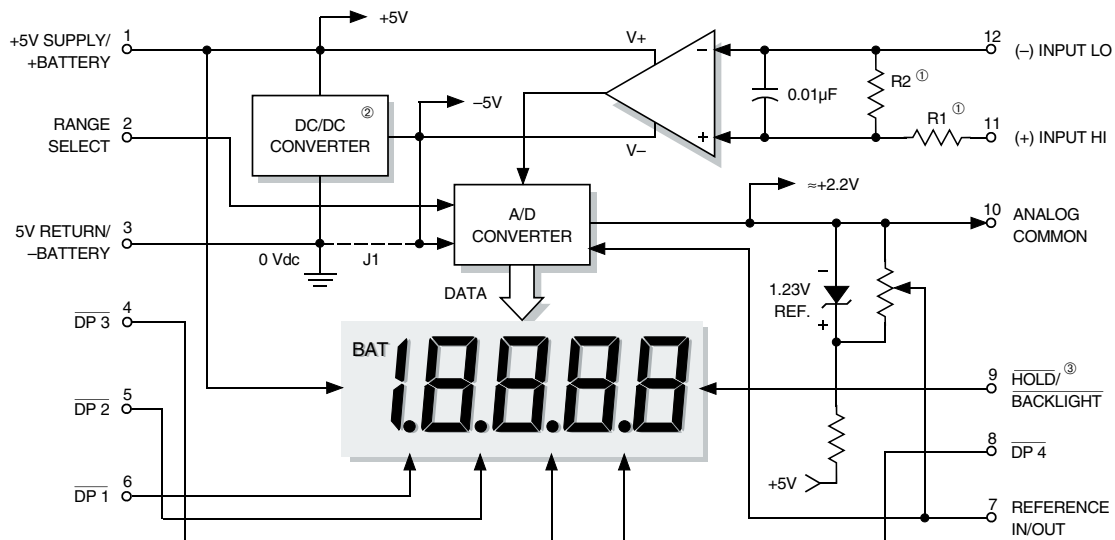 +5V SUPPLY/
+BATTERY
1
+5V
V+
–
12
(–) INPUT LO
R2 ①
0.01µF
R1 ①
11
(+) INPUT HI
+
V–
②
DC/DC
CONVERTER
–5V
RANGE
SELECT
2
≈+2.2V
A/D
CONVERTER
10
ANALOG
COMMON
5V RETURN/
–BATTERY
3
0 Vdc
J1
DATA
–
1.23V
REF.
+
DP 3
4
BAT
1.8.8.8.8
9
HOLD/ ③
BACKLIGHT
DP 2
5
8
DP 4
+5V
DP 1
6
7
REFERENCE
IN/OUT